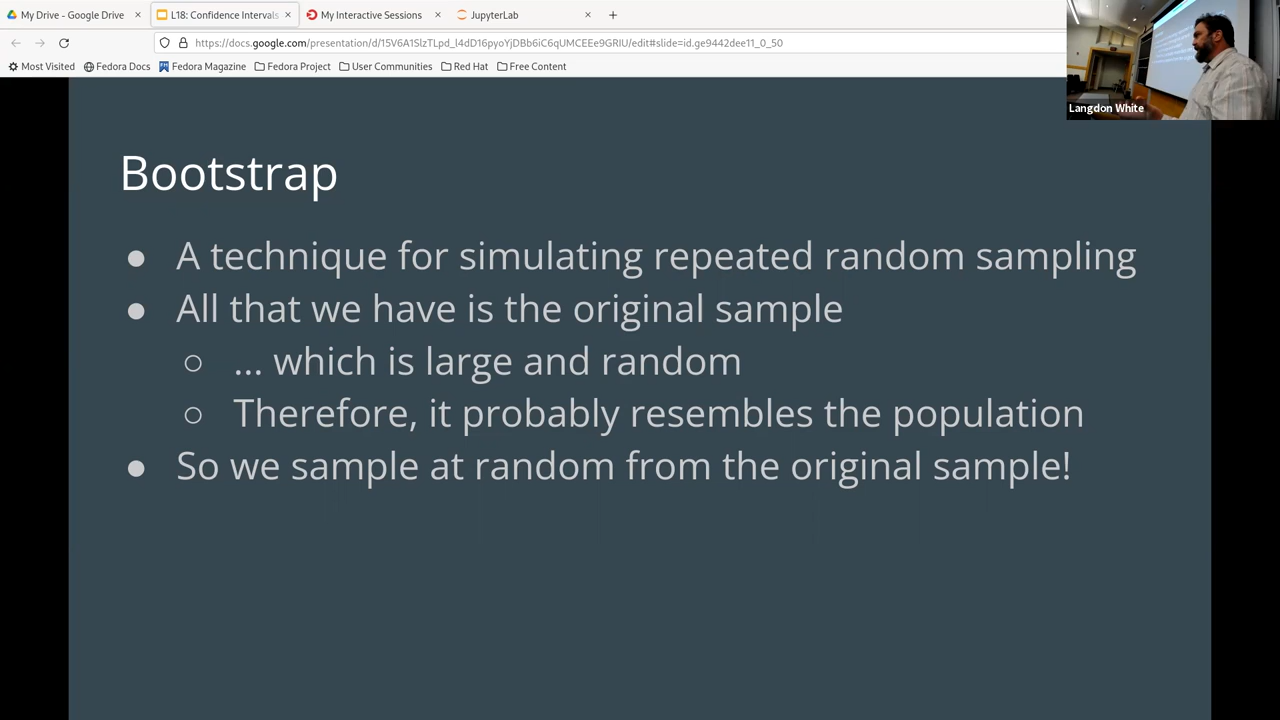 My Drive - Google Drive
L18: Confidence Intervals
My Interactive Sessions
JupyterLab
https://docs.google.com/presentation/d/15V6A1SlzTLpd_l4dD16pyoYjDBb6iC6qUMCEEe9GRIU/edit#slide=id.ge9442dee11_0_50
Most Visited
Fedora Docs
Fedora Magazine
Fedora Project
User Communities
Red Hat
Free Content
Langdon White
Bootstrap
● A technique for simulating repeated random sampling
● All that we have is the original sample
○ ... which is large and random
○ Therefore, it probably resembles the population
● So we sample at random from the original sample!